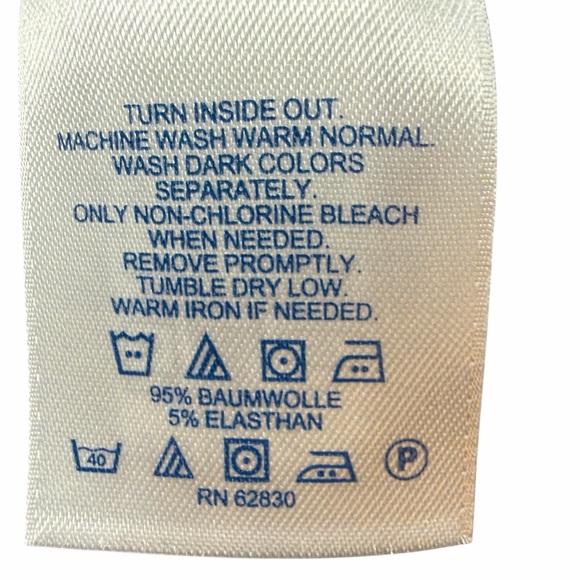 TURN INSIDE OUT.
MACHINE WASH WARM NORMAL.
WASH DARK COLORS
SEPARATELY.
ONLY NON-CHLORINE BLEACH
WHEN NEEDED.
REMOVE PROMPTLY.
TUMBLE DRY LOW.
WARM IRON IF NEEDED.
95% BAUMWOLLE
5% ELASTHAN
40 P
RN 62830